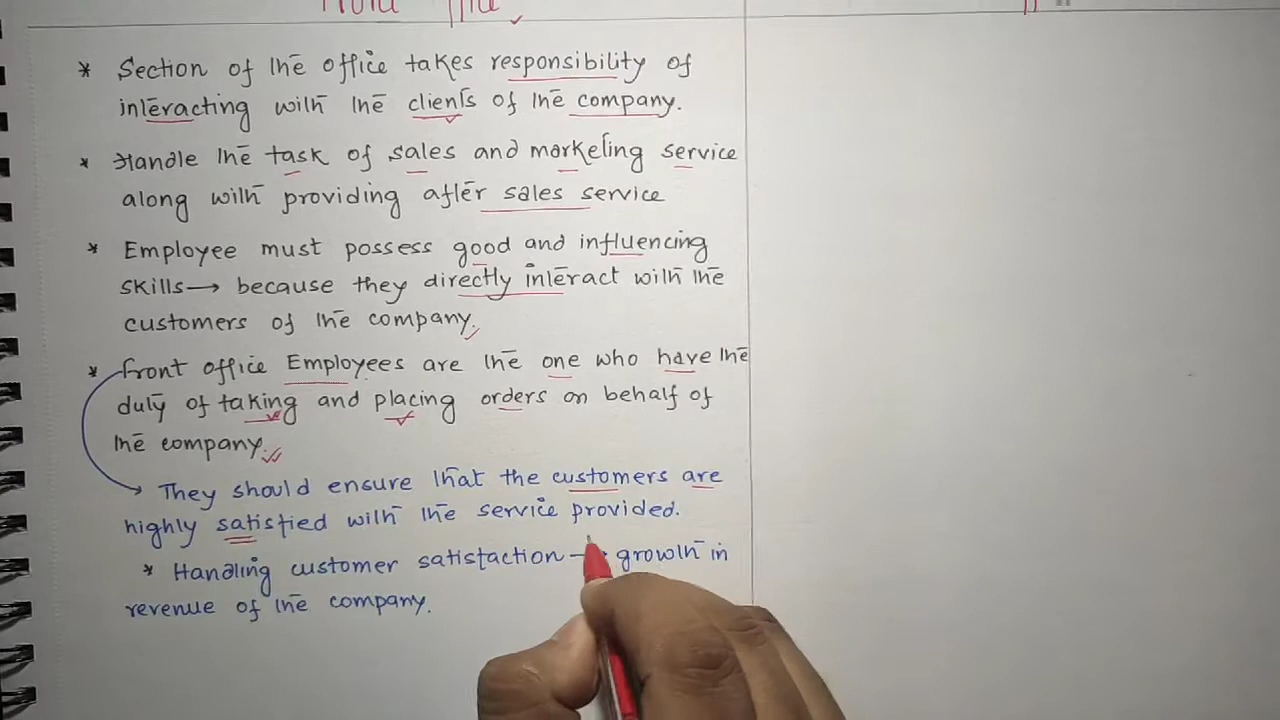 * Section of the office takes responsibility of
interacting with the clients of the company.
* Handle the task of sales and marketing service
along with providing after sales service
* Employee must possess good and influencing
skills → because they directly interact with the
customers of the company.
* front office Employees are the one who have the
duty of taking and placing orders on behalf of
the company.
→ They should ensure that the customers are
highly satisfied with the service provided.
* Handling customer satisfaction → growth in
revenue of the company.